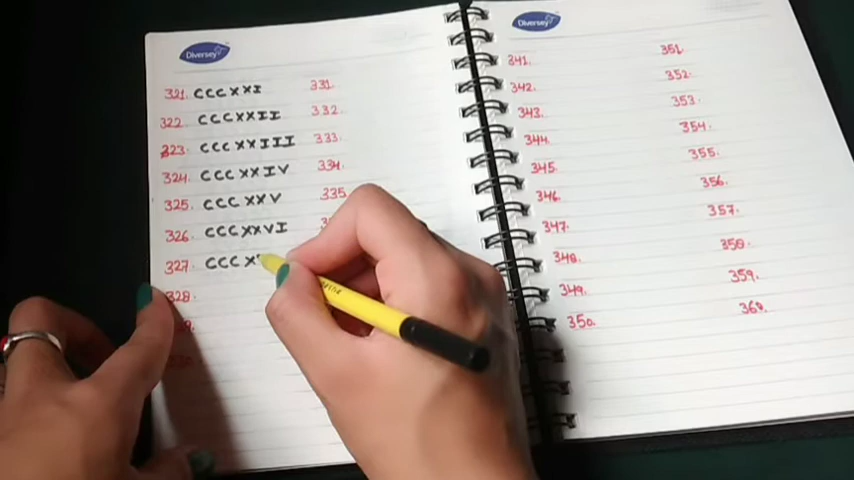 Diversey
321. CCCXXI
322. CCCXXII
323. CCCXXIII
324. CCCXXIV
325. CCCXXV
326. CCCXXVI
327. CCCX
328.
331.
332.
333.
334.
335.
Diversey
341.
342.
343.
344.
345.
346.
347.
348.
349.
350.
351.
352.
353.
354.
355.
356.
357.
358.
359.
360.